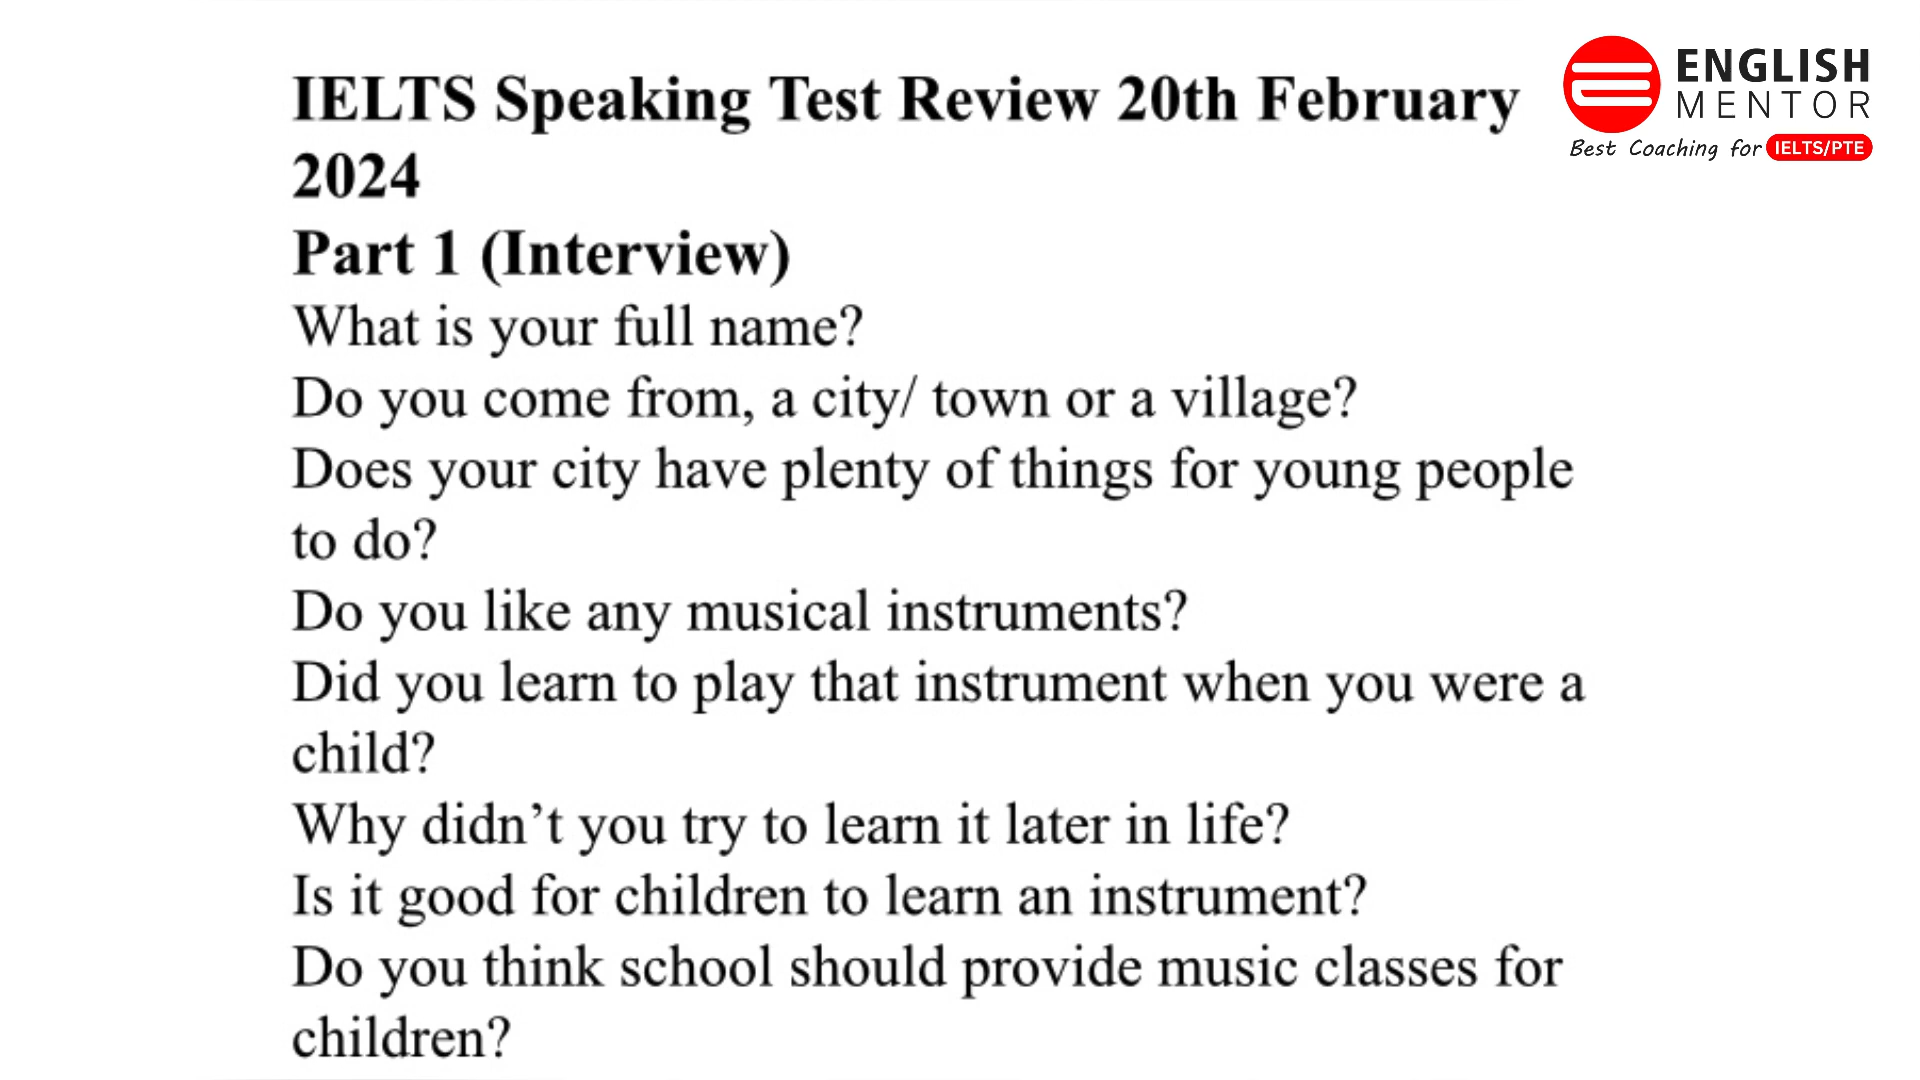 IELTS Speaking Test Review 20th February
2024
Part 1 (Interview)
What is your full name?
Do you come from, a city/ town or a village?
Does your city have plenty of things for young people
to do?
Do you like any musical instruments?
Did you learn to play that instrument when you were a
child?
Why didn’t you try to learn it later in life?
Is it good for children to learn an instrument?
Do you think school should provide music classes for
children?
ENGLISH
MENTOR
Best Coaching for IELTS/PTE